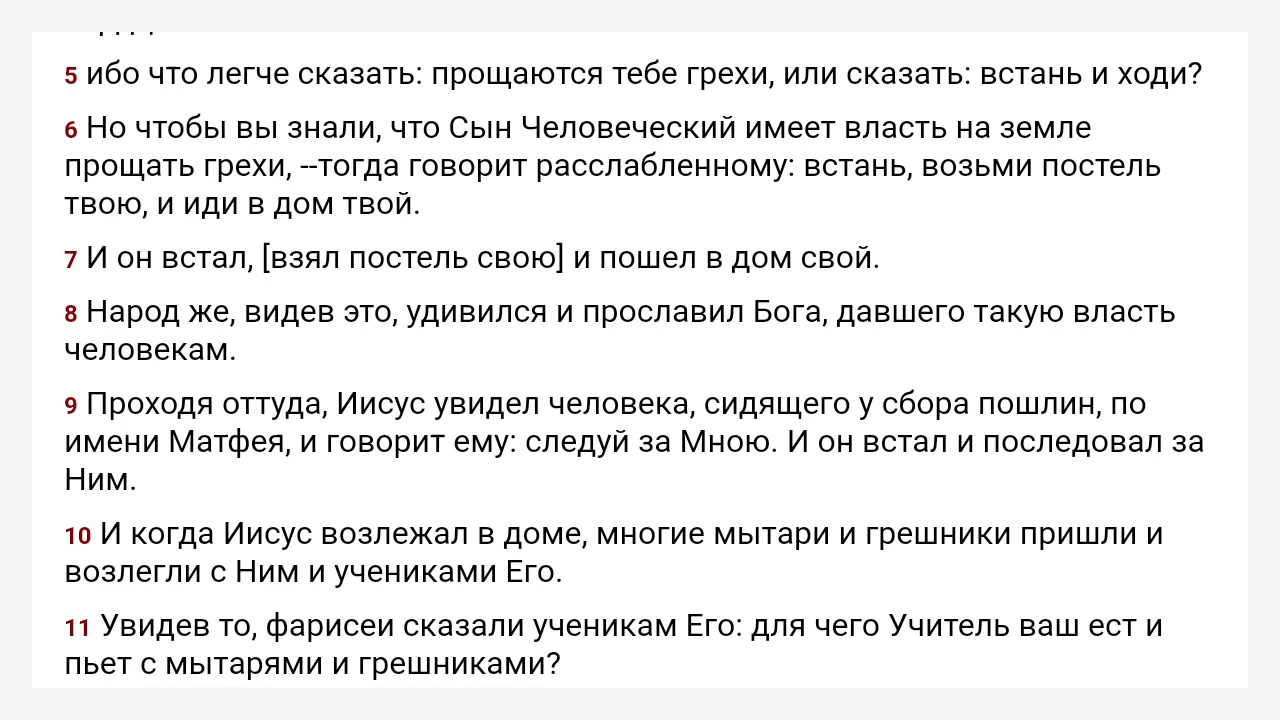 5 ибо что легче сказать: прощаются тебе грехи, или сказать: встань и ходи?
6 Но чтобы вы знали, что Сын Человеческий имеет власть на земле
прощать грехи, --тогда говорит расслабленному: встань, возьми постель
твою, и иди в дом твой.
7 И он встал, [взял постель свою] и пошел в дом свой.
8 Народ же, видев это, удивился и прославил Бога, давшего такую власть
человекам.
9 Проходя оттуда, Иисус увидел человека, сидящего у сбора пошлин, по
имени Матфея, и говорит ему: следуй за Мною. И он встал и последовал за
Ним.
10 И когда Иисус возлежал в доме, многие мытари и грешники пришли и
возлегли с Ним и учениками Его.
11 Увидев то, фарисеи сказали ученикам Его: для чего Учитель ваш ест и
пьет с мытарями и грешниками?